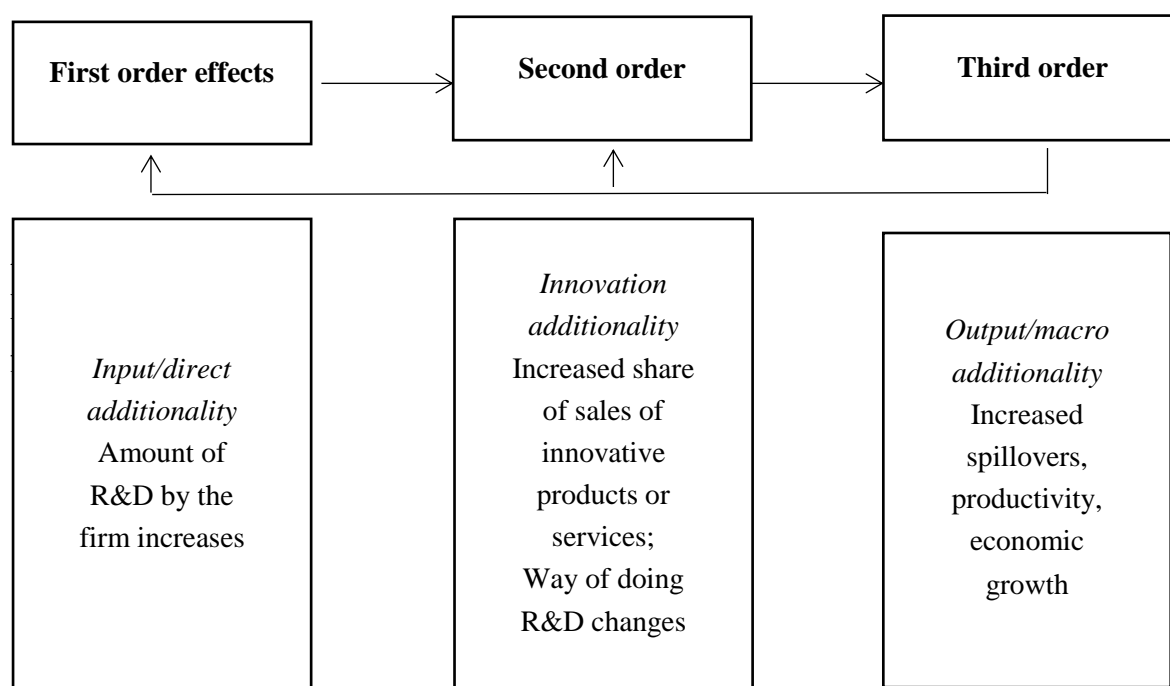 First order effects
Second order
Third order
Input/direct
additionality
Amount of
R&D by the
firm increases
Innovation
additionality
Increased share
of sales of
innovative
products or
services;
Way of doing
R&D changes
Output/macro
additionality
Increased
spillovers,
productivity,
economic
growth